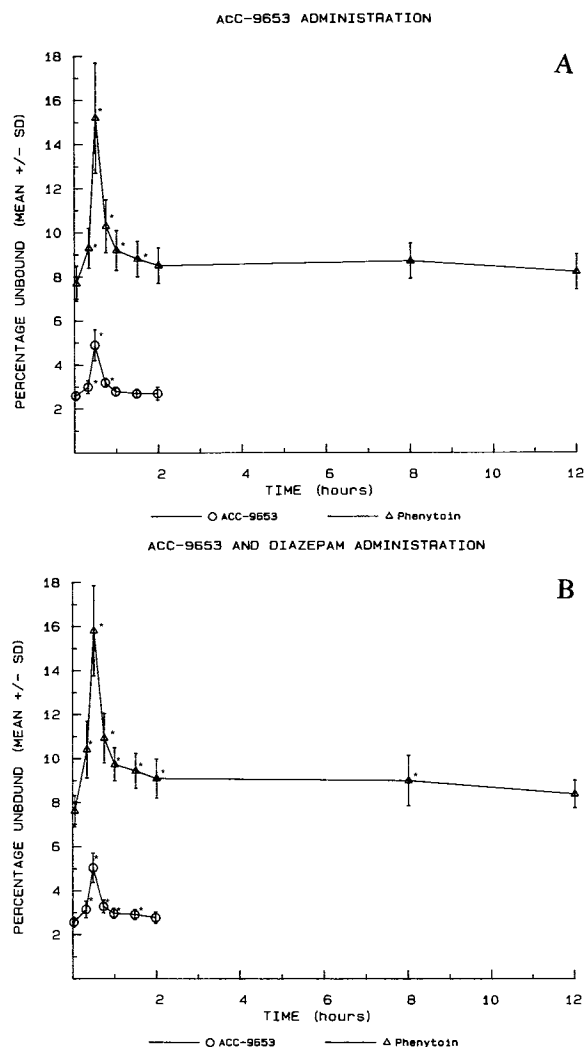 ACC-9653 ADMINISTRATION
A
PERCENTAGE UNBOUND (MEAN +/- SD)
18
16
14
12
10
8
6
4
2
2
4
6
8
10
12
TIME (hours)
ACC-9653
Phenytoin
ACC-9653 AND DIAZEPAM ADMINISTRATION
B
PERCENTAGE UNBOUND (MEAN +/- SD)
18
16
14
12
10
8
6
4
2
2
4
6
8
10
12
TIME (hours)
ACC-9653
Phenytoin